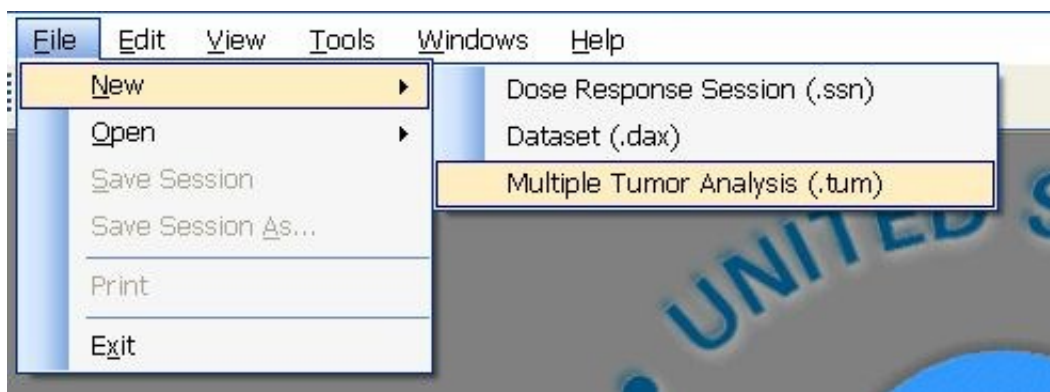 File Edit View Tools Windows Help
New
Dose Response Session (.ssn)
Open
Dataset (.dax)
Save Session
Multiple Tumor Analysis (.tum)
Save Session As...
Print
Exit
UNITED S